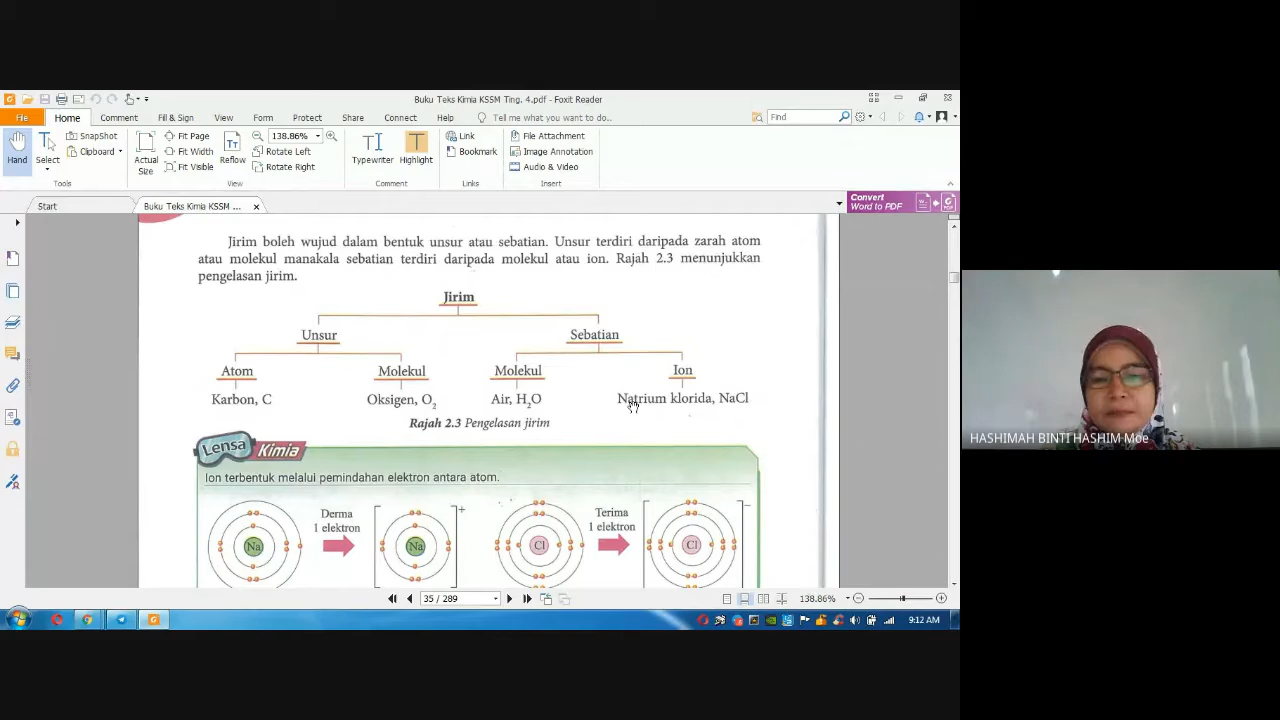 Buku Teks Kimia KSSM Ting. 4.pdf - Foxit Reader
File Home Comment Fill & Sign View Form Protect Share Connect Help Tell me what you want to do.. Find
Hand
Select
SnapShot
Clipboard
Tools
Actual Size
Fit Page
Fit Width
Fit Visible
Reflow
138.86%
Rotate Left
Rotate Right
View
Typewriter
Highlight
Comment
Link
Bookmark
Links
File Attachment
Image Annotation
Audio & Video
Insert
Start
Buku Teks Kimia KSSM ...
Convert
Word to PDF
Jirim boleh wujud dalam bentuk unsur atau sebatian. Unsur terdiri daripada zarah atom
atau molekul manakala sebatian terdiri daripada molekul atau ion. Rajah 2.3 menunjukkan
pengelasan jirim.
Jirim
Unsur Sebatian
Atom Molekul Molekul Ion
Karbon, C Oksigen, O₂ Air, H₂O Natrium klorida, NaCl
Rajah 2.3 Pengelasan jirim
Lensa Kimia
Ion terbentuk melalui pemindahan elektron antara atom.
Derma
1 elektron
Terima
1 elektron
Na Na + Cl Cl –
HASHIMAH BINTI HASHIM Moe
35 / 289
138.86%
9:12 AM